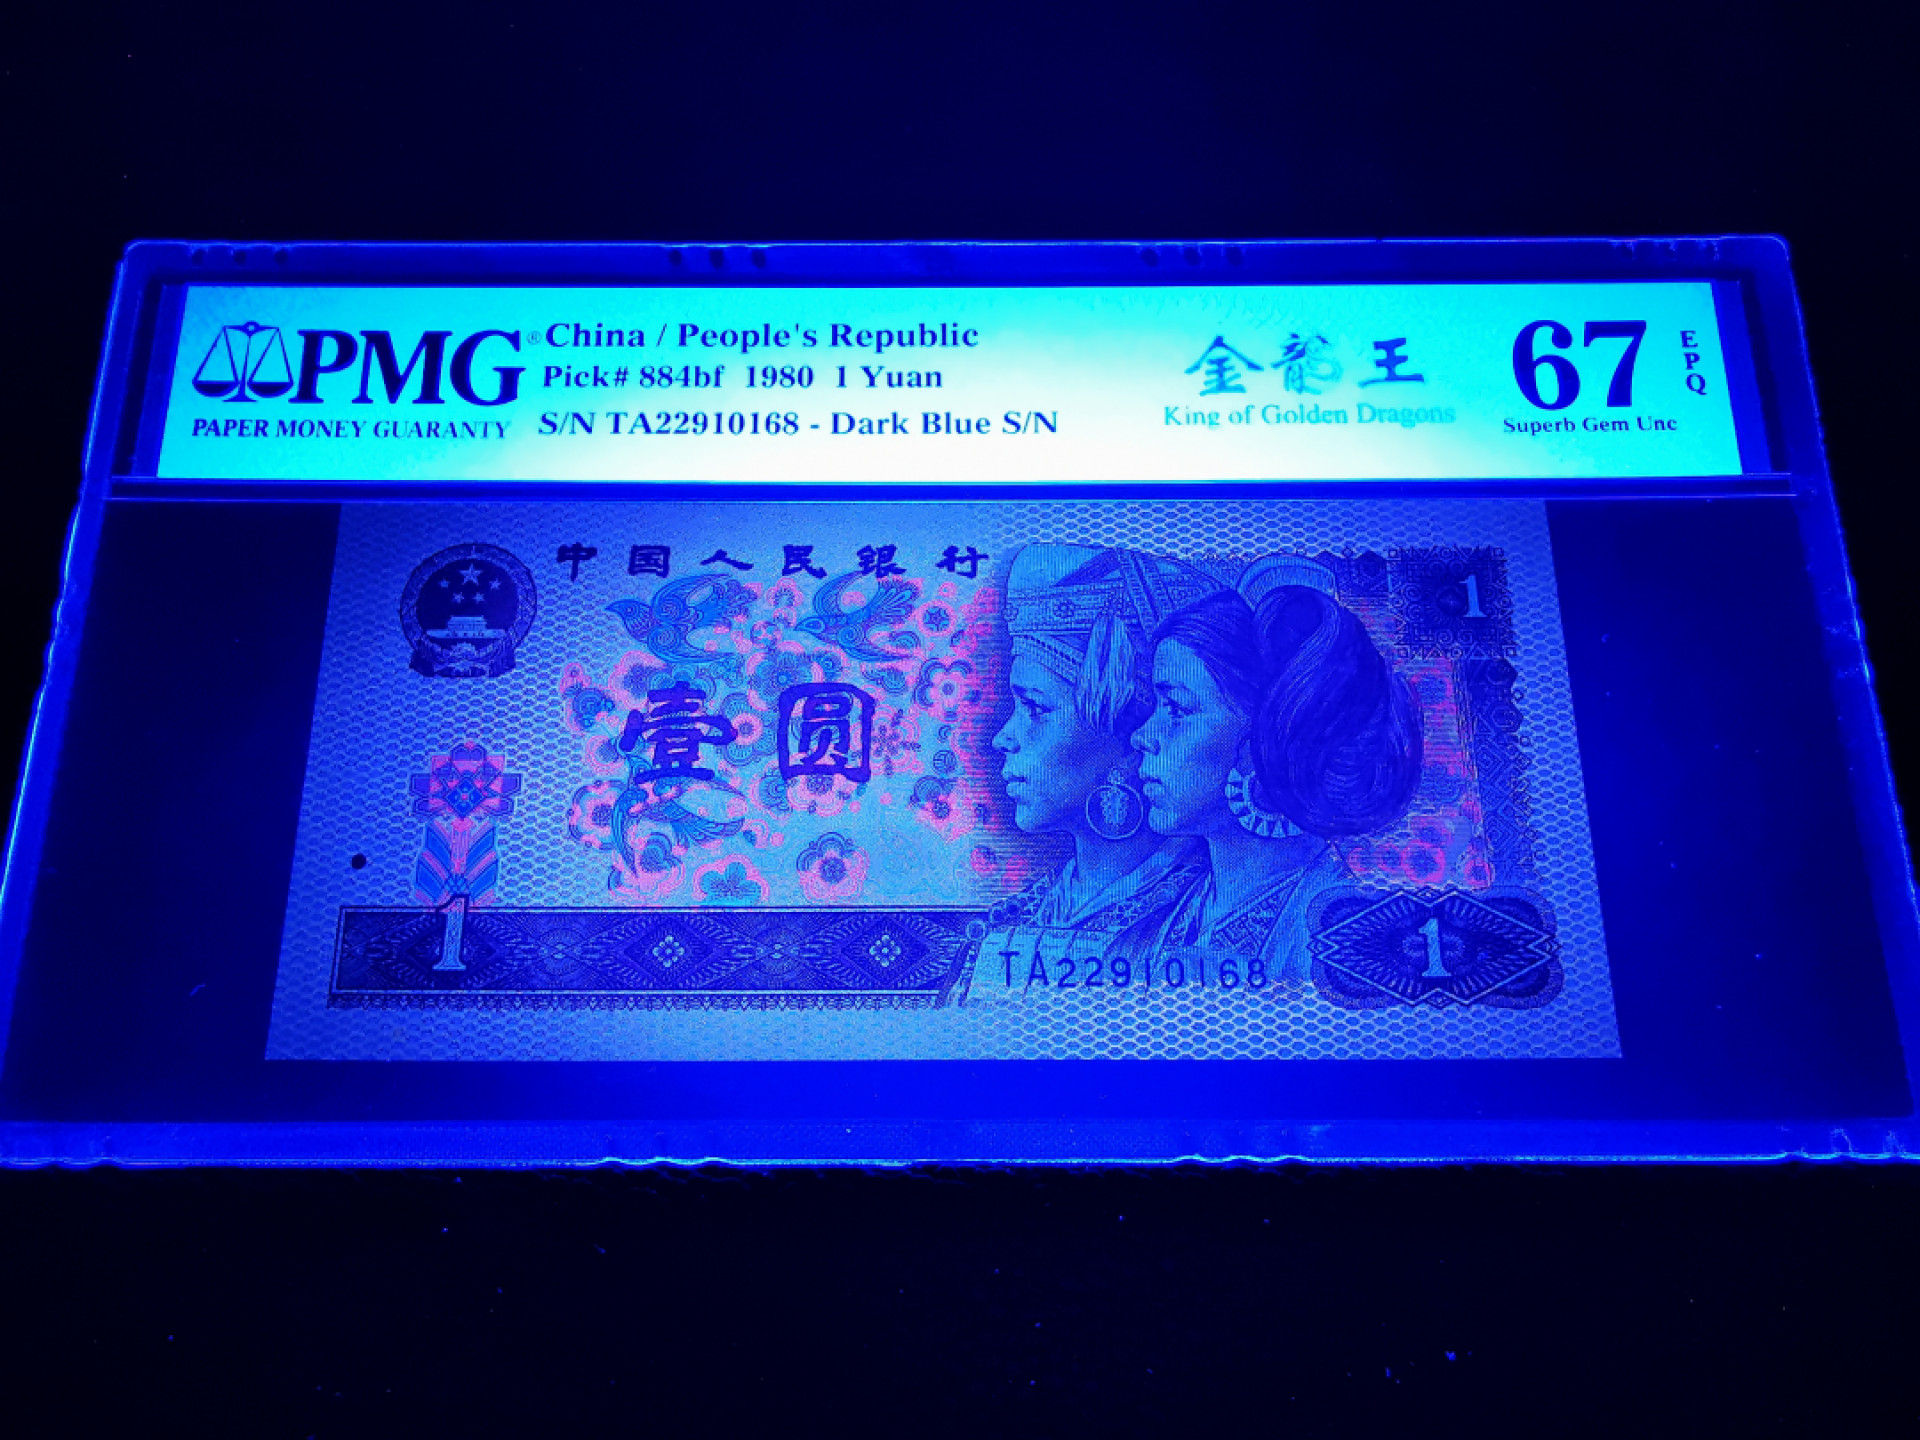 PMG®
PAPER MONEY GUARANTY
China / People's Republic
Pick# 884bf 1980 1 Yuan
S/N TA22910168 - Dark Blue S/N
金龍王
King of Golden Dragons
67
EPQ
Superb Gem Unc
中国人民银行
1
壹圆
1
TA22910168
1